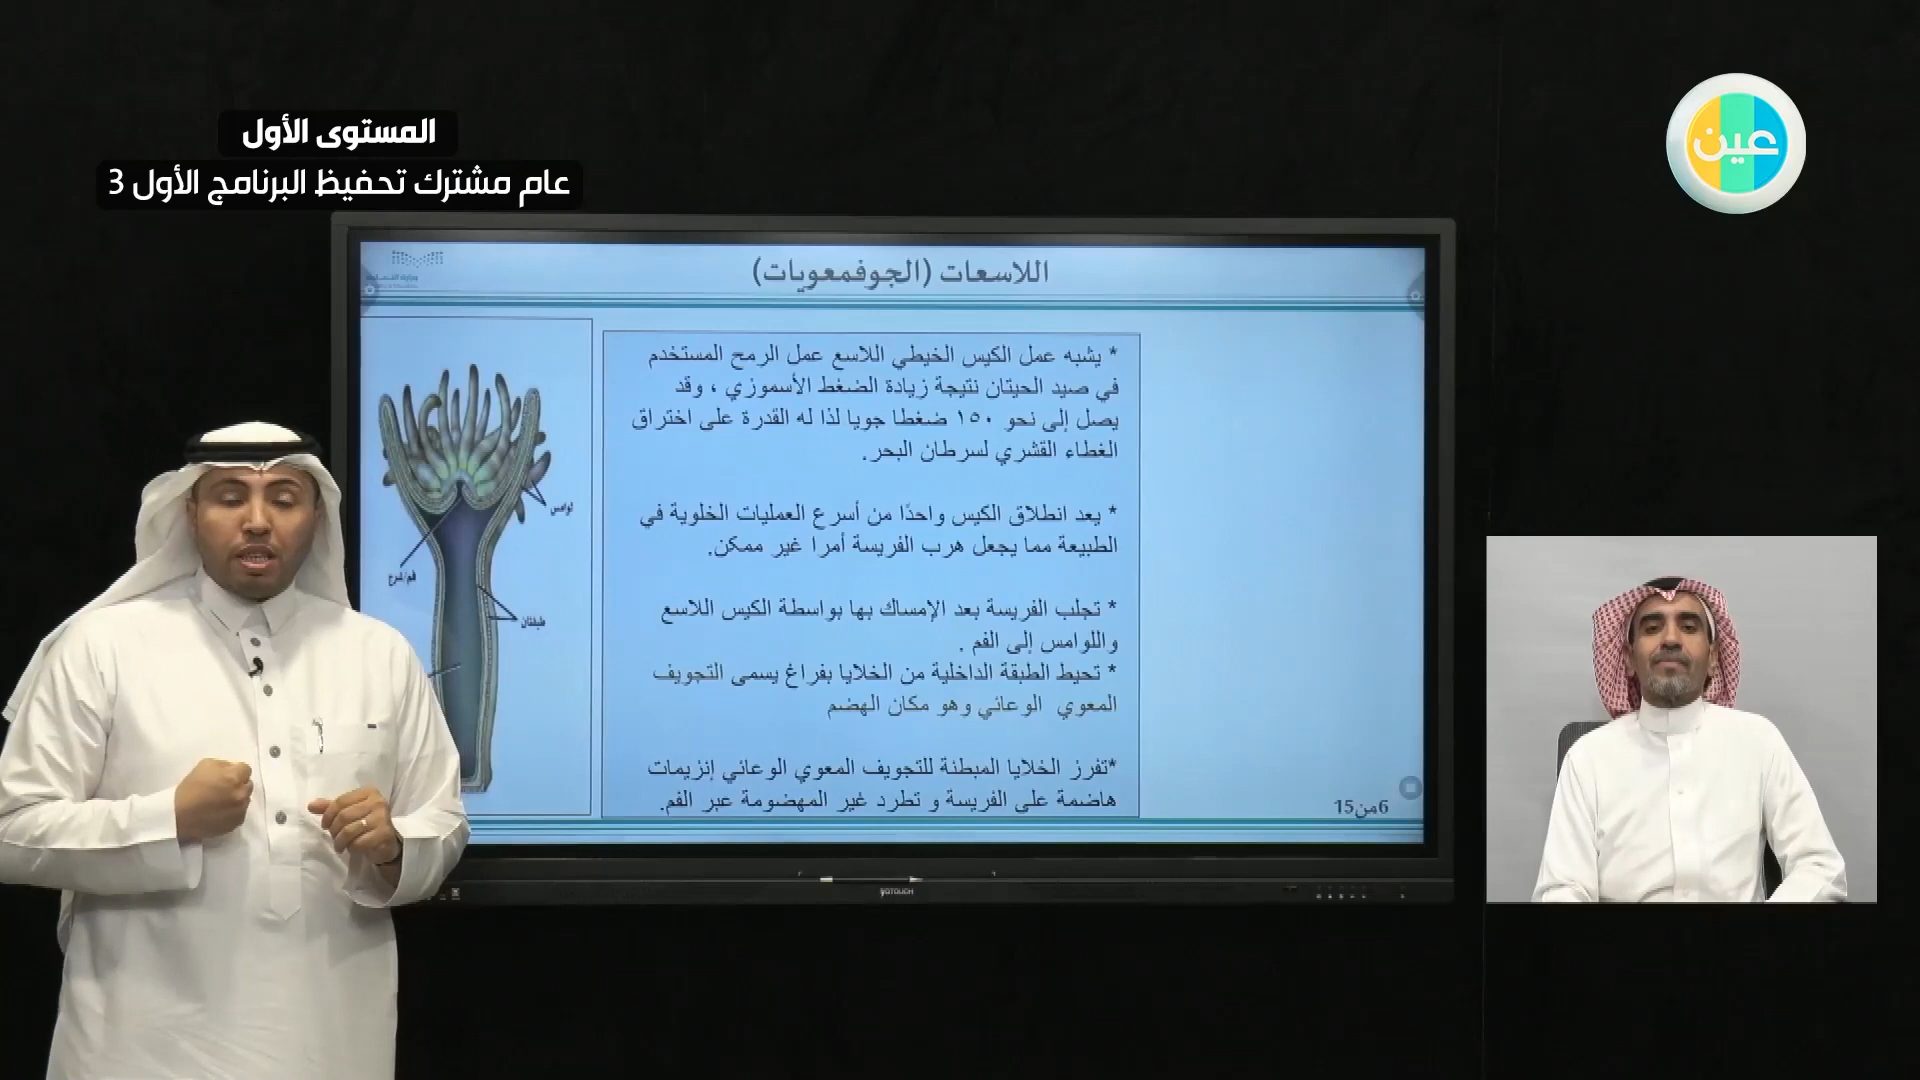 المستوى الأول
عام مشترك تحفيظ البرنامج الأول 3
عين
اللاسعات (الجوفمعويات)
* يشبه عمل الكيس الخيطي اللاسع عمل الرمح المستخدم
في صيد الحيتان نتيجة زيادة الضغط الأسموزي ، وقد
يصل إلى نحو ١٥٠ ضغطا جويا لذا له القدرة على اختراق
الغطاء القشري لسرطان البحر.
* يعد انطلاق الكيس واحدًا من أسرع العمليات الخلوية في
الطبيعة مما يجعل هرب الفريسة أمرا غير ممكن.
* تجلب الفريسة بعد الإمساك بها بواسطة الكيس اللاسع
واللوامس إلى الفم .
* تحيط الطبقة الداخلية من الخلايا بفراغ يسمى التجويف
المعوي الوعائي وهو مكان الهضم
*تفرز الخلايا المبطنة للتجويف المعوي الوعائي إنزيمات
هاضمة على الفريسة و تطرد غير المهضومة عبر الفم.
لوامس
فم/شرج
طبقتان
6من15